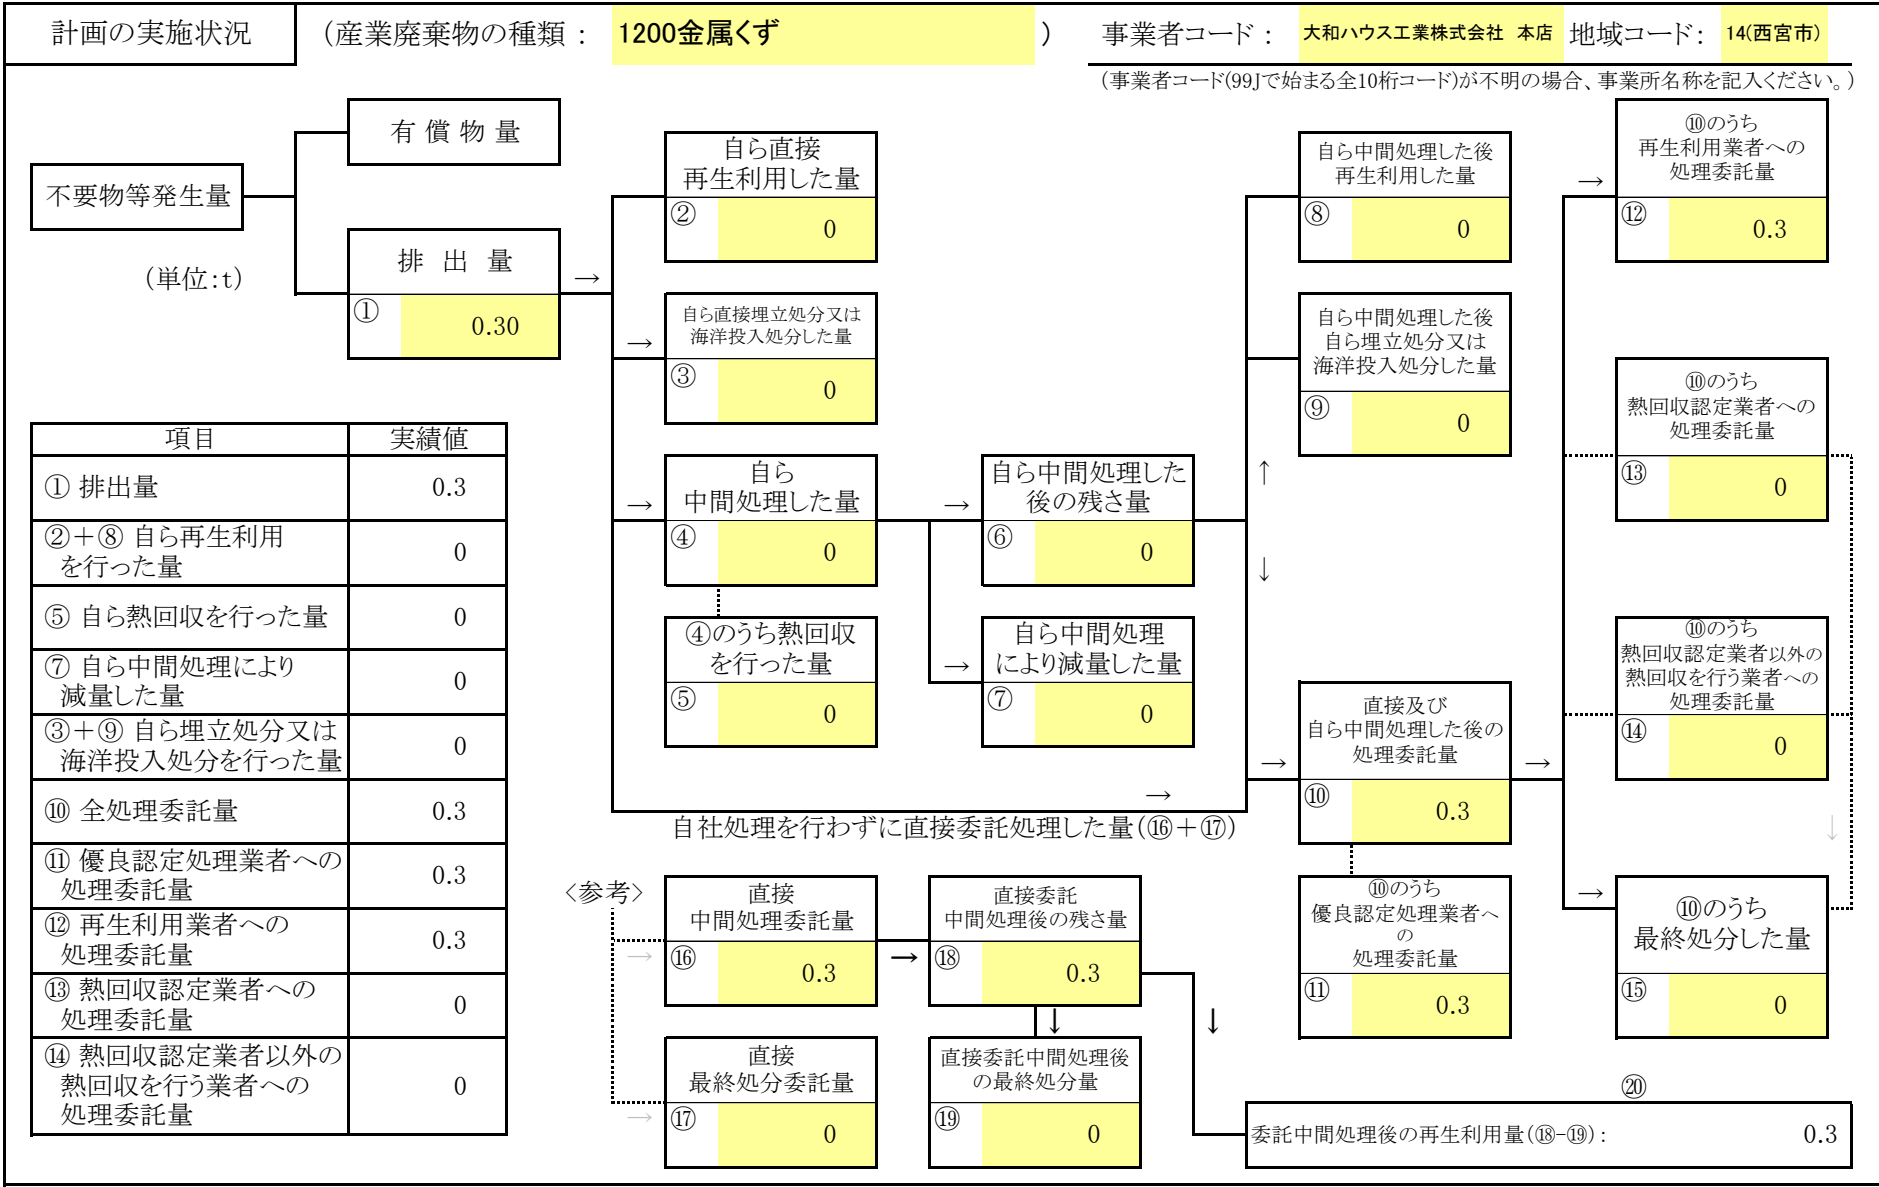 計画の実施状況
（産業廃棄物の種類： 1200金属くず ）
事業者コード： 大和ハウス工業株式会社 本店 地域コード： 14(西宮市)
（事業者コード(99Jで始まる全10桁コード)が不明の場合、事業所名称を記入ください。）
不要物等発生量
（単位:t）
有 償 物 量
排 出 量
①
0.30
→
自ら直接
再生利用した量
②
0
→
自ら直接埋立処分又は
海洋投入処分した量
③
0
→
自ら
中間処理した量
④
0
④のうち熱回収
を行った量
⑤
0
→
自ら中間処理した
後の残さ量
⑥
0
→
自ら中間処理
により減量した量
⑦
0
↑
↓
自ら中間処理した後
再生利用した量
⑧
0
自ら中間処理した後
自ら埋立処分又は
海洋投入処分した量
⑨
0
→
自社処理を行わずに直接委託処理した量(⑯＋⑰)
→
直接及び
自ら中間処理した後の
処理委託量
⑩
0.3
→
⑩のうち
優良認定処理業者へ
の
処理委託量
⑪
0.3
→
⑩のうち
再生利用業者への
処理委託量
⑫
0.3
⑩のうち
熱回収認定業者への
処理委託量
⑬
0
⑩のうち
熱回収認定業者以外の
熱回収を行う業者への
処理委託量
⑭
0
↓
→
⑩のうち
最終処分した量
⑮
0
項目 実績値
① 排出量 0.3
②＋⑧ 自ら再生利用
を行った量 0
⑤ 自ら熱回収を行った量 0
⑦ 自ら中間処理により
減量した量 0
③＋⑨ 自ら埋立処分又は
海洋投入処分を行った量 0
⑩ 全処理委託量 0.3
⑪ 優良認定処理業者への
処理委託量 0.3
⑫ 再生利用業者への
処理委託量 0.3
⑬ 熱回収認定業者への
処理委託量 0
⑭ 熱回収認定業者以外の
熱回収を行う業者への
処理委託量 0
〈参考〉
→
直接
中間処理委託量
⑯
0.3
→
直接委託
中間処理後の残さ量
⑱
0.3
↓
↓
→
直接
最終処分委託量
⑰
0
直接委託中間処理後
の最終処分量
⑲
0
⑳
委託中間処理後の再生利用量(⑱-⑲)： 0.3